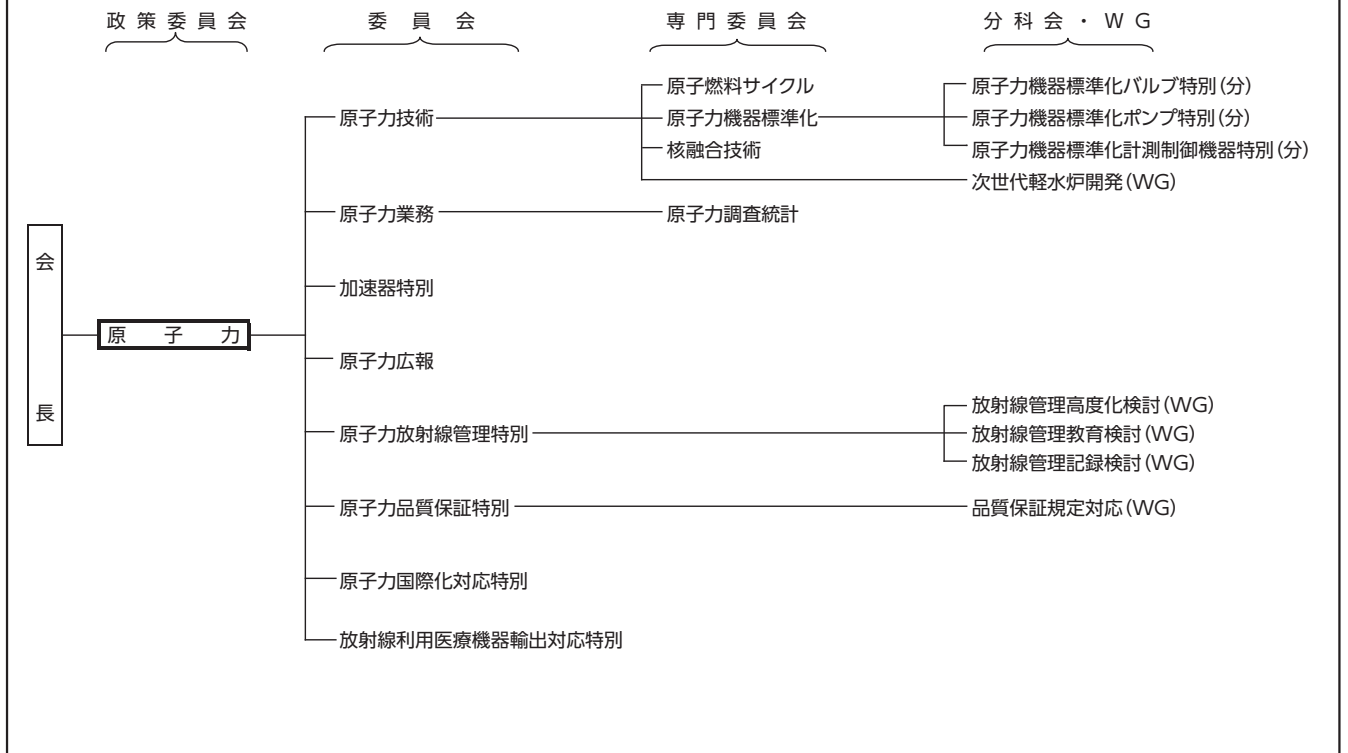 政策委員会 委員会 専門委員会 分科会・WG
原子燃料サイクル 原子力機器標準化バルブ特別(分)
原子力技術 原子力機器標準化 原子力機器標準化ポンプ特別(分)
核融合技術 原子力機器標準化計測制御機器特別(分)
次世代軽水炉開発(WG)
原子力業務 原子力調査統計
会長
加速器特別
原子力
原子力広報
放射線管理高度化検討(WG)
原子力放射線管理特別 放射線管理教育検討(WG)
放射線管理記録検討(WG)
原子力品質保証特別 品質保証規定対応(WG)
原子力国際化対応特別
放射線利用医療機器輸出対応特別